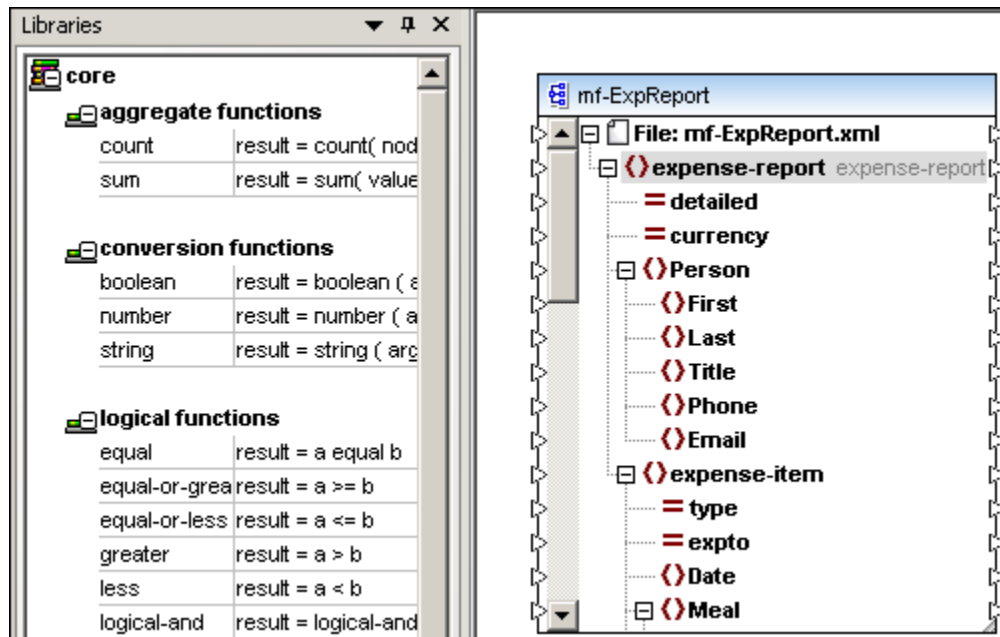 Libraries
core
aggregate functions
count result = count( nod
sum result = sum( value
conversion functions
boolean result = boolean ( a
number result = number ( a
string result = string ( arg
logical functions
equal result = a equal b
equal-or-grea result = a >= b
equal-or-less result = a <= b
greater result = a > b
less result = a < b
logical-and result = logical-and
mf-ExpReport
File: mf-ExpReport.xml
expense-report expense-report
detailed
currency
Person
First
Last
Title
Phone
Email
expense-item
type
expto
Date
Meal